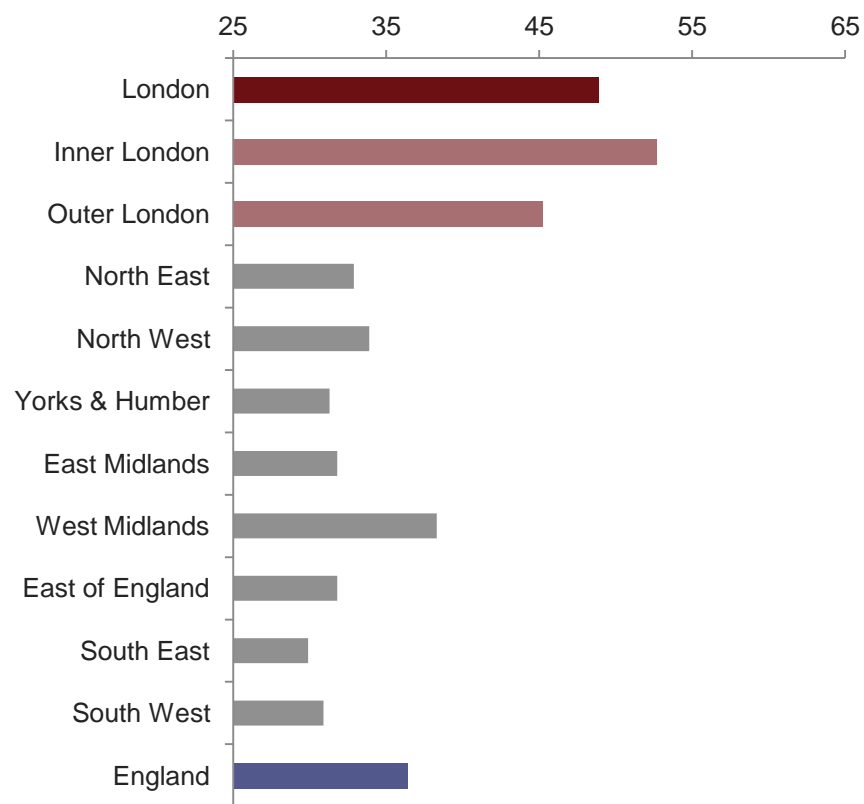 25 35 45 55 65
London
Inner London
Outer London
North East
North West
Yorks & Humber
East Midlands
West Midlands
East of England
South East
South West
England